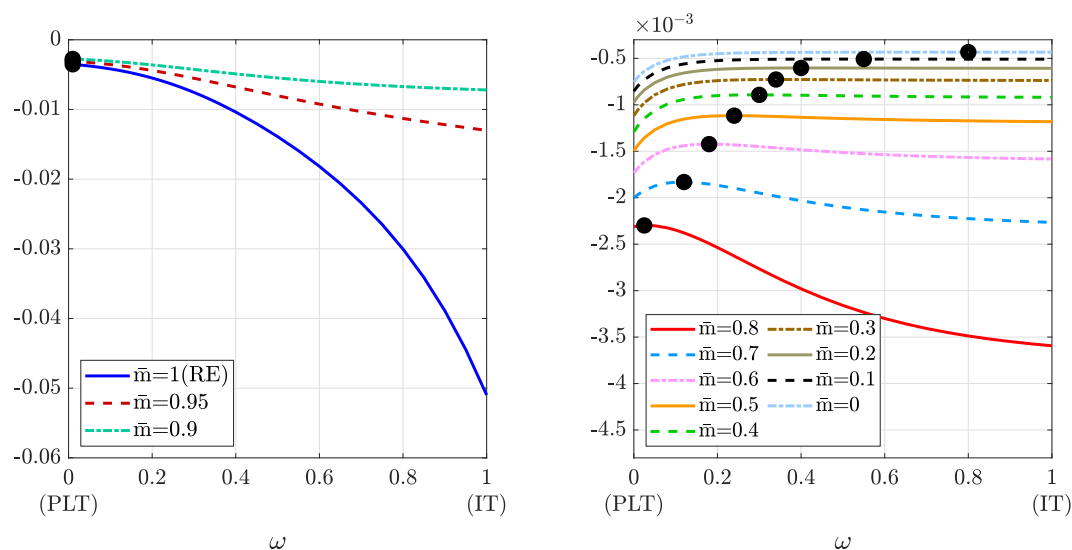 0
-0.01
-0.02
-0.03
-0.04
-0.05
-0.06
0 0.2 0.4 0.6 0.8 1
(PLT) (IT)
ω
m̄=1(RE)
m̄=0.95
m̄=0.9
×10⁻³
-0.5
-1
-1.5
-2
-2.5
-3
-3.5
-4
-4.5
0 0.2 0.4 0.6 0.8 1
(PLT) (IT)
ω
m̄=0.8 m̄=0.3
m̄=0.7 m̄=0.2
m̄=0.6 m̄=0.1
m̄=0.5 m̄=0
m̄=0.4